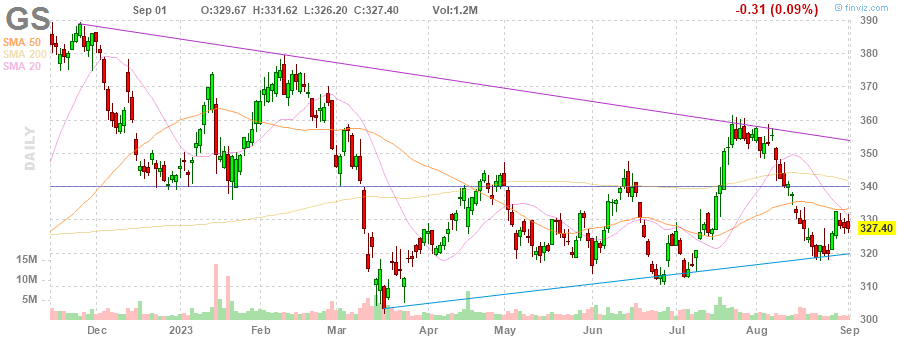 GS Sep 01 O:329.67 H:331.62 L:326.20 C:327.40 Vol:1.2M -0.31 (0.09%) © finviz.com
SMA 50
SMA 200
SMA 20
DAILY
390
380
370
360
350
340
330
327.40
320
310
300
15M
10M
5M
Dec 2023 Feb Mar Apr May Jun Jul Aug Sep